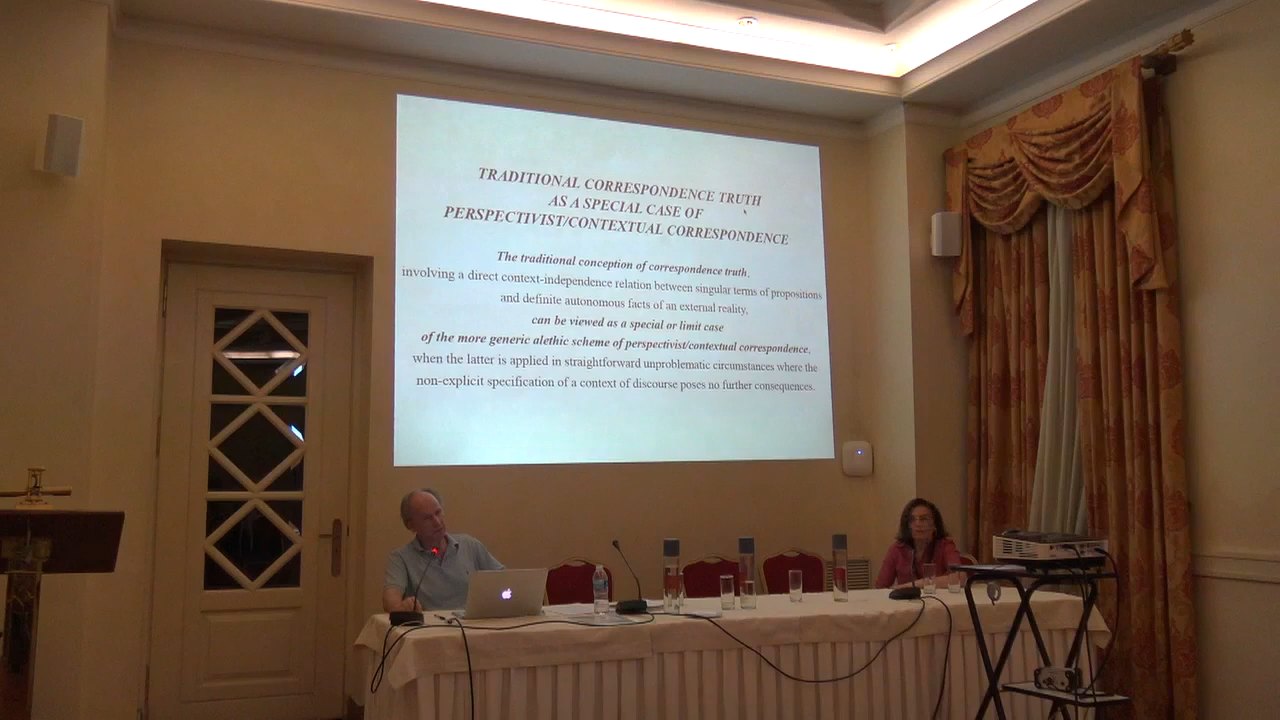 TRADITIONAL CORRESPONDENCE TRUTH
AS A SPECIAL CASE OF
PERSPECTIVIST/CONTEXTUAL CORRESPONDENCE
The traditional conception of correspondence truth,
involving a direct context-independence relation between singular terms of propositions
and definite autonomous facts of an external reality,
can be viewed as a special or limit case
of the more generic alethic scheme of perspectivist/contextual correspondence,
when the latter is applied in straightforward unproblematic circumstances where the
non-explicit specification of a context of discourse poses no further consequences.